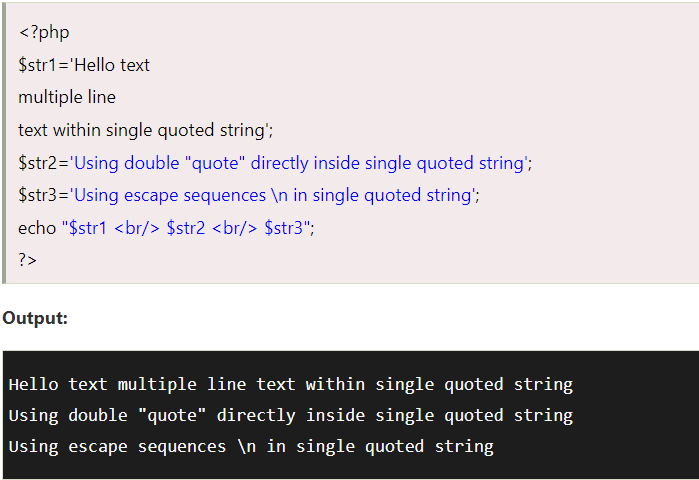 <?php
$str1='Hello text
multiple line
text within single quoted string';
$str2='Using double "quote" directly inside single quoted string';
$str3='Using escape sequences \n in single quoted string';
echo "$str1 <br/> $str2 <br/> $str3";
?>
Output:
Hello text multiple line text within single quoted string
Using double "quote" directly inside single quoted string
Using escape sequences \n in single quoted string